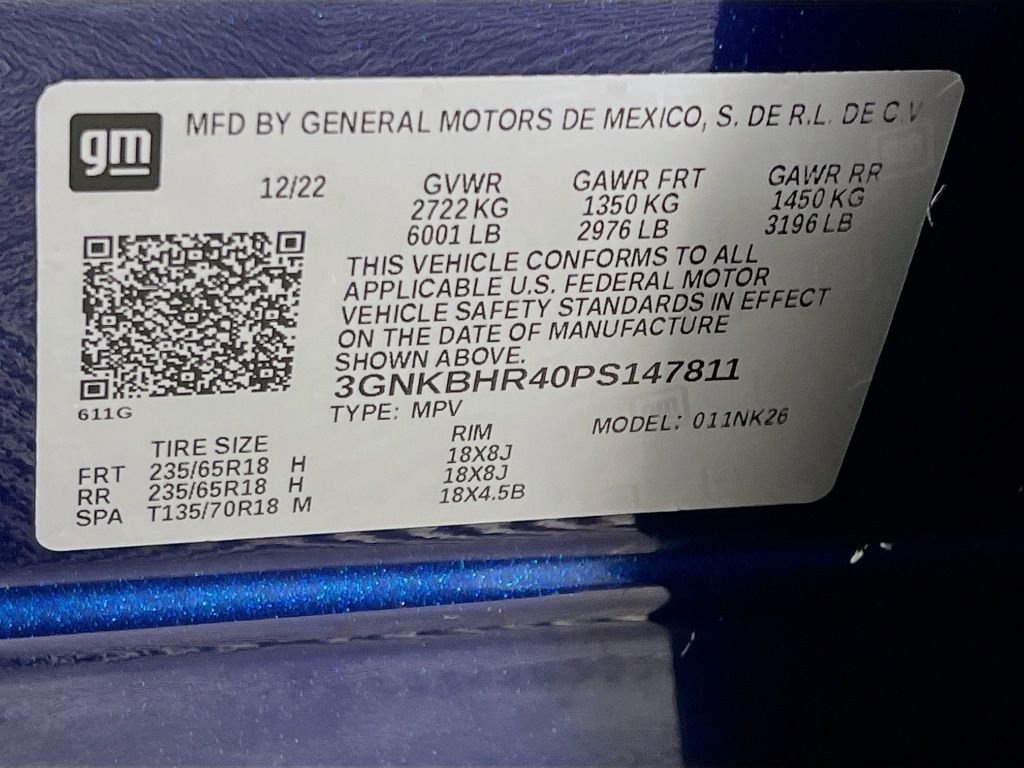 gm
MFD BY GENERAL MOTORS DE MEXICO, S. DE R.L. DE C.V
12/22 GVWR GAWR FRT GAWR RR
2722 KG 1350 KG 1450 KG
6001 LB 2976 LB 3196 LB
THIS VEHICLE CONFORMS TO ALL
APPLICABLE U.S. FEDERAL MOTOR
VEHICLE SAFETY STANDARDS IN EFFECT
ON THE DATE OF MANUFACTURE
SHOWN ABOVE.
3GNKBHR40PS147811
611G
TYPE: MPV MODEL: 011NK26
TIRE SIZE RIM
FRT 235/65R18 H 18X8J
RR 235/65R18 H 18X8J
SPA T135/70R18 M 18X4.5B